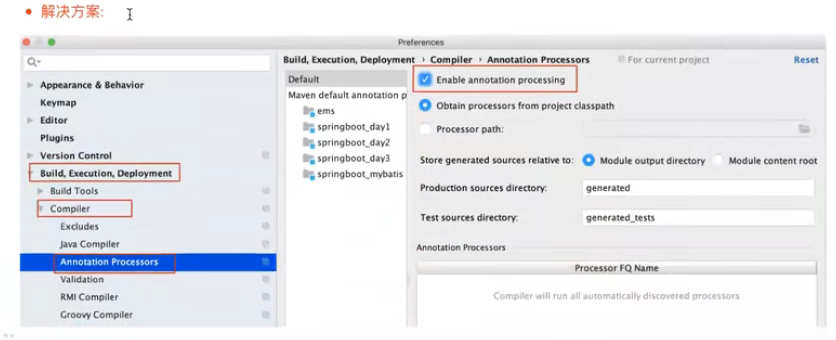 解决方案:
Preferences
Build, Execution, Deployment › Compiler › Annotation Processors For current project Reset
Appearance & Behavior
Keymap
Editor
Plugins
Version Control
Build, Execution, Deployment
Build Tools
Compiler
Excludes
Java Compiler
Annotation Processors
Validation
RMI Compiler
Groovy Compiler
Default
Maven default annotation p
ems
springboot_day1
springboot_day2
springboot_day3
springboot_mybatis
Enable annotation processing
Obtain processors from project classpath
Processor path:
Store generated sources relative to: Module output directory Module content root
Production sources directory: generated
Test sources directory: generated_tests
Annotation Processors
Processor FQ Name
Compiler will run all automatically discovered processors